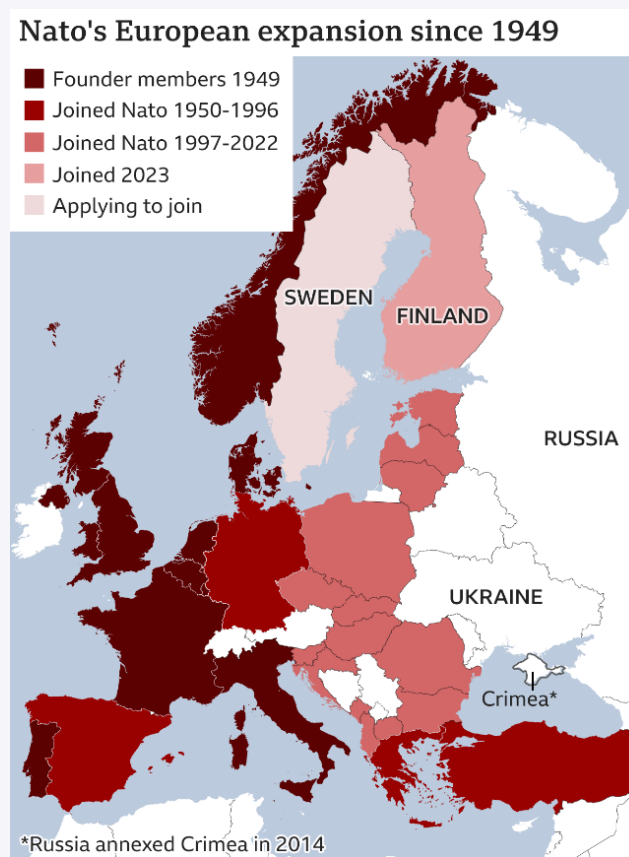 Nato's European expansion since 1949
Founder members 1949
Joined Nato 1950-1996
Joined Nato 1997-2022
Joined 2023
Applying to join
SWEDEN
FINLAND
RUSSIA
UKRAINE
Crimea*
*Russia annexed Crimea in 2014